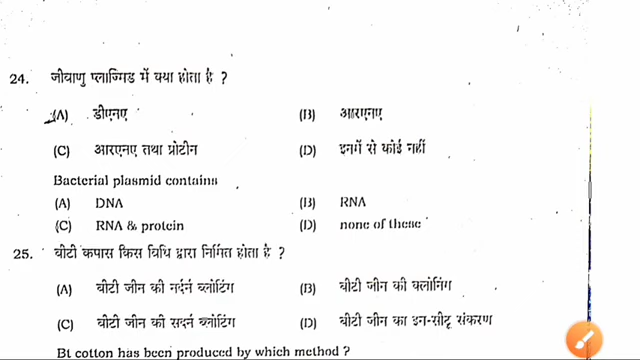 24. जीवाणु प्लाज्मिड में क्या होता है ?
(A) डीएनए (B) आरएनए
(C) आरएनए तथा प्रोटीन (D) इनमें से कोई नहीं
Bacterial plasmid contains
(A) DNA (B) RNA
(C) RNA & protein (D) none of these
25. बीटी कपास किस विधि द्वारा निर्मित होता है ?
(A) बीटी जीन की नर्दर्न ब्लोटिंग (B) बीटी जीन की क्लोनिंग
(C) बीटी जीन की सदर्न ब्लोटिंग (D) बीटी जीन का इन-सीटू संकरण
Bt cotton has been produced by which method ?